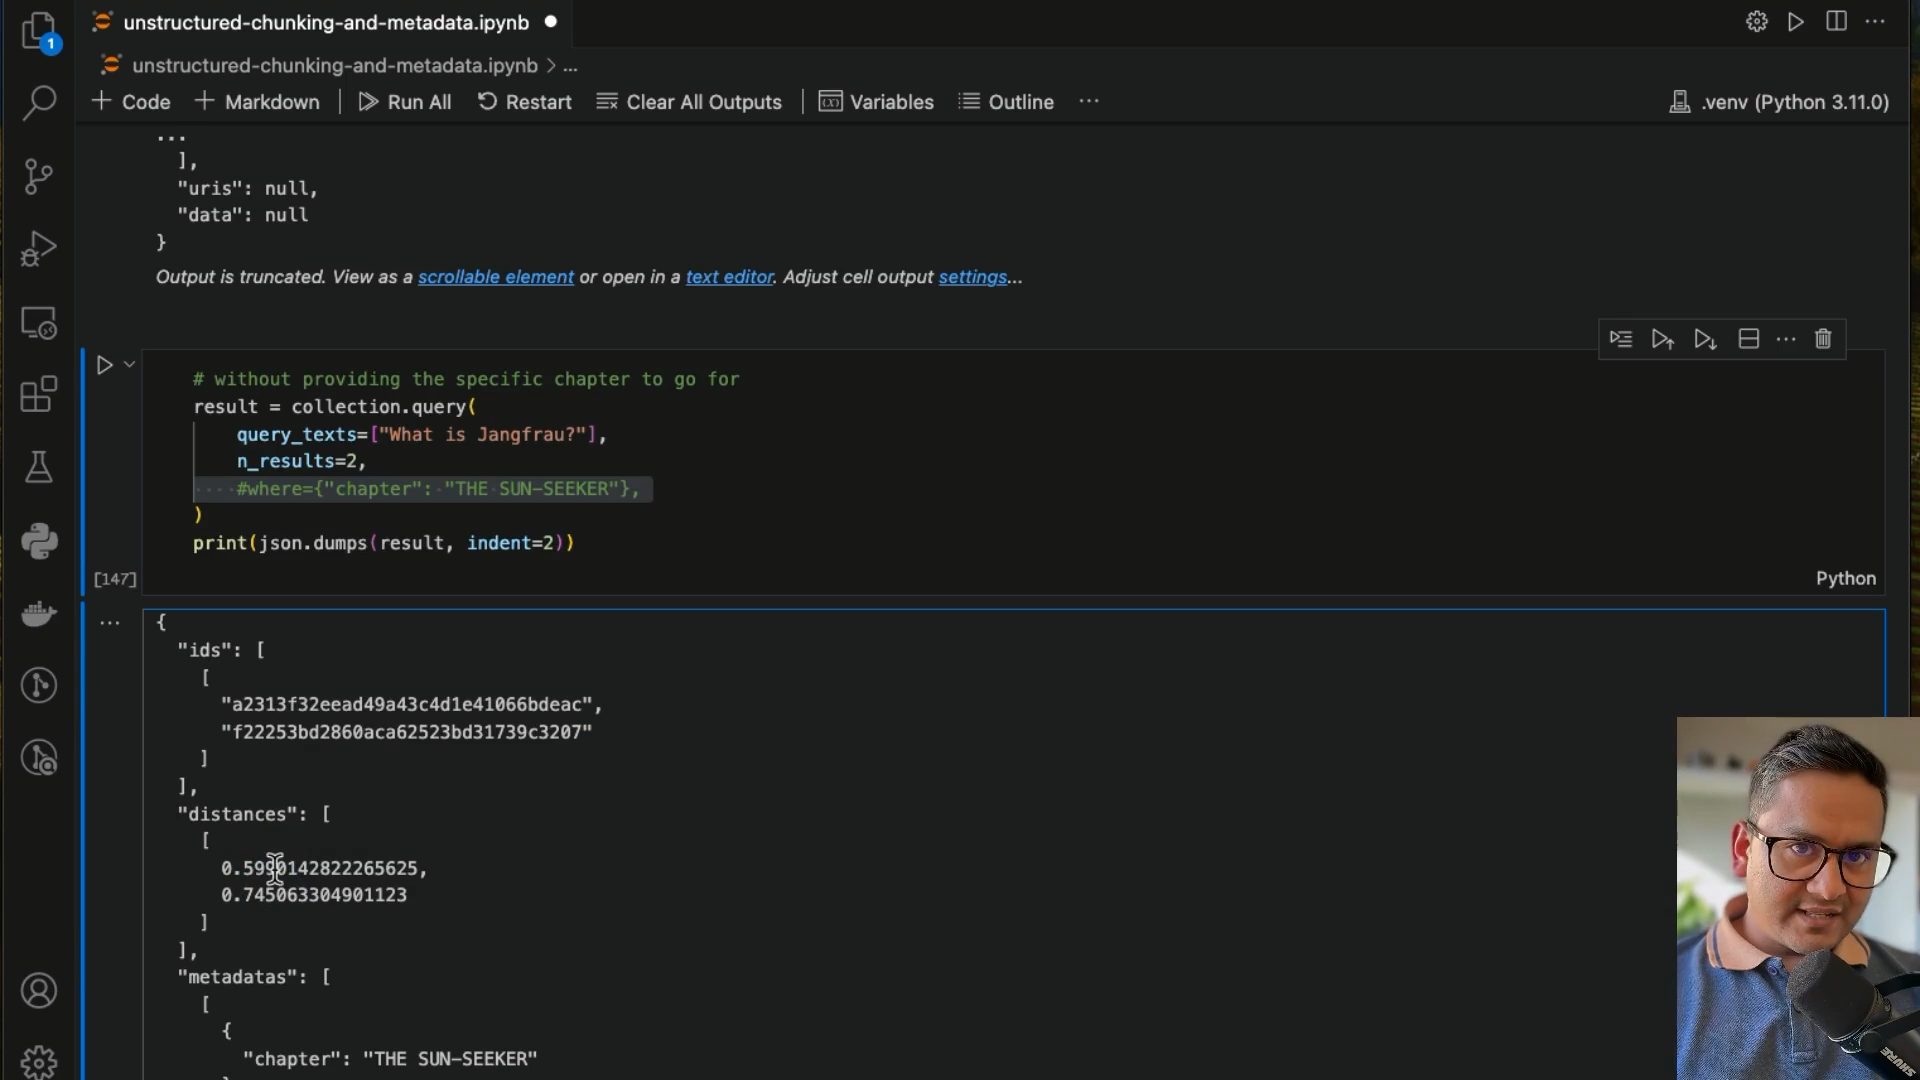 unstructured-chunking-and-metadata.ipynb
1
unstructured-chunking-and-metadata.ipynb > ...
+ Code + Markdown Run All Restart Clear All Outputs Variables Outline ... .venv (Python 3.11.0)
...
],
"uris": null,
"data": null
}
Output is truncated. View as a scrollable element or open in a text editor. Adjust cell output settings...
# without providing the specific chapter to go for
result = collection.query(
query_texts=["What is Jangfrau?"],
n_results=2,
#where={"chapter": "THE SUN-SEEKER"},
)
print(json.dumps(result, indent=2))
[147] Python
{
"ids": [
[
"a2313f32eead49a43c4d1e41066bdeac",
"f22253bd2860aca62523bd31739c3207"
]
],
"distances": [
[
0.5990142822265625,
0.745063304901123
]
],
"metadatas": [
[
{
"chapter": "THE SUN-SEEKER"
SHURE